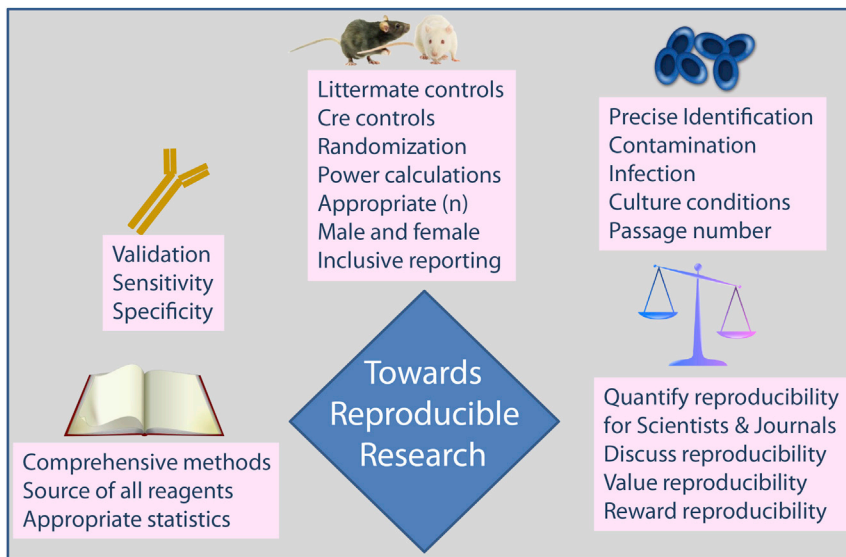 Littermate controls
Cre controls
Randomization
Power calculations
Appropriate (n)
Male and female
Inclusive reporting
Precise Identification
Contamination
Infection
Culture conditions
Passage number
Validation
Sensitivity
Specificity
Towards
Reproducible
Research
Comprehensive methods
Source of all reagents
Appropriate statistics
Quantify reproducibility
for Scientists & Journals
Discuss reproducibility
Value reproducibility
Reward reproducibility